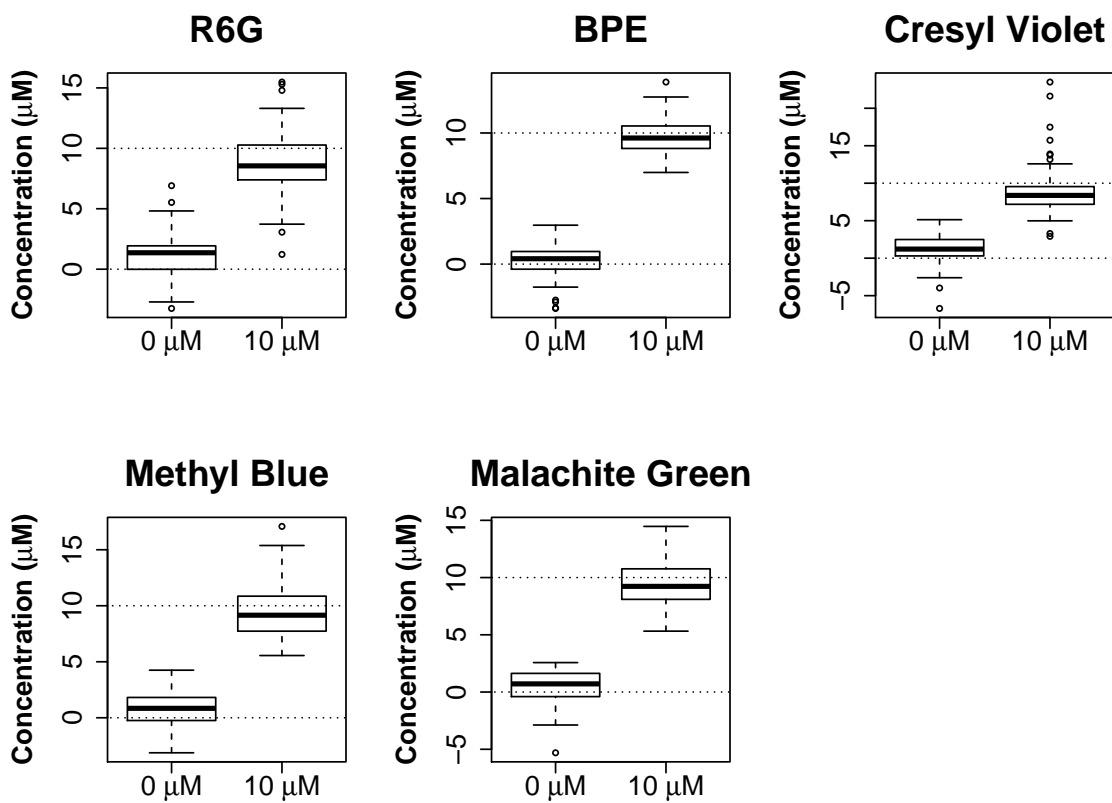 R6G
Concentration (μM)
15
10
5
0
0 μM
10 μM
BPE
Concentration (μM)
10
5
0
0 μM
10 μM
Cresyl Violet
Concentration (μM)
15
5
−5
0 μM
10 μM
Methyl Blue
Concentration (μM)
15
10
5
0
0 μM
10 μM
Malachite Green
Concentration (μM)
15
10
5
0
−5
0 μM
10 μM